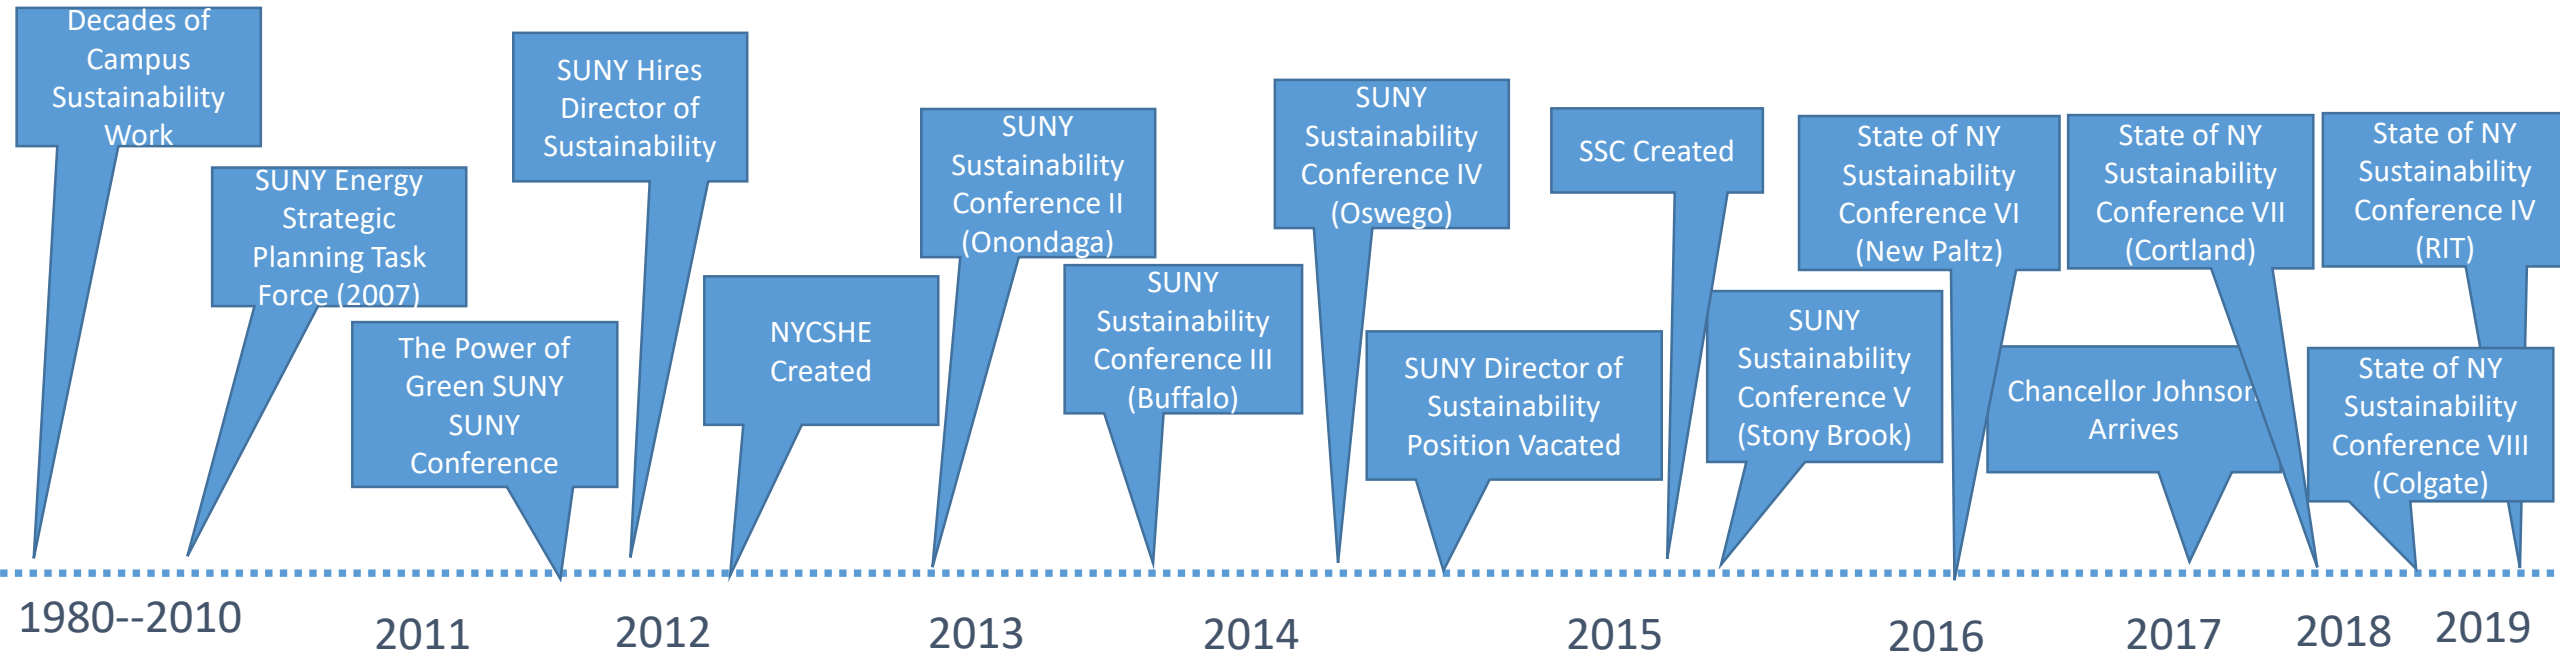 Decades of
Campus
Sustainability
Work
SUNY Energy
Strategic
Planning Task
Force (2007)
The Power of
Green SUNY
SUNY
Conference
SUNY Hires
Director of
Sustainability
NYCSHE
Created
SUNY
Sustainability
Conference II
(Onondaga)
SUNY
Sustainability
Conference III
(Buffalo)
SUNY
Sustainability
Conference IV
(Oswego)
SUNY Director of
Sustainability
Position Vacated
SSC Created
SUNY
Sustainability
Conference V
(Stony Brook)
State of NY
Sustainability
Conference VI
(New Paltz)
Chancellor Johnson
Arrives
State of NY
Sustainability
Conference VII
(Cortland)
State of NY
Sustainability
Conference VIII
(Colgate)
State of NY
Sustainability
Conference IV
(RIT)
1980--2010
2011
2012
2013
2014
2015
2016
2017
2018
2019